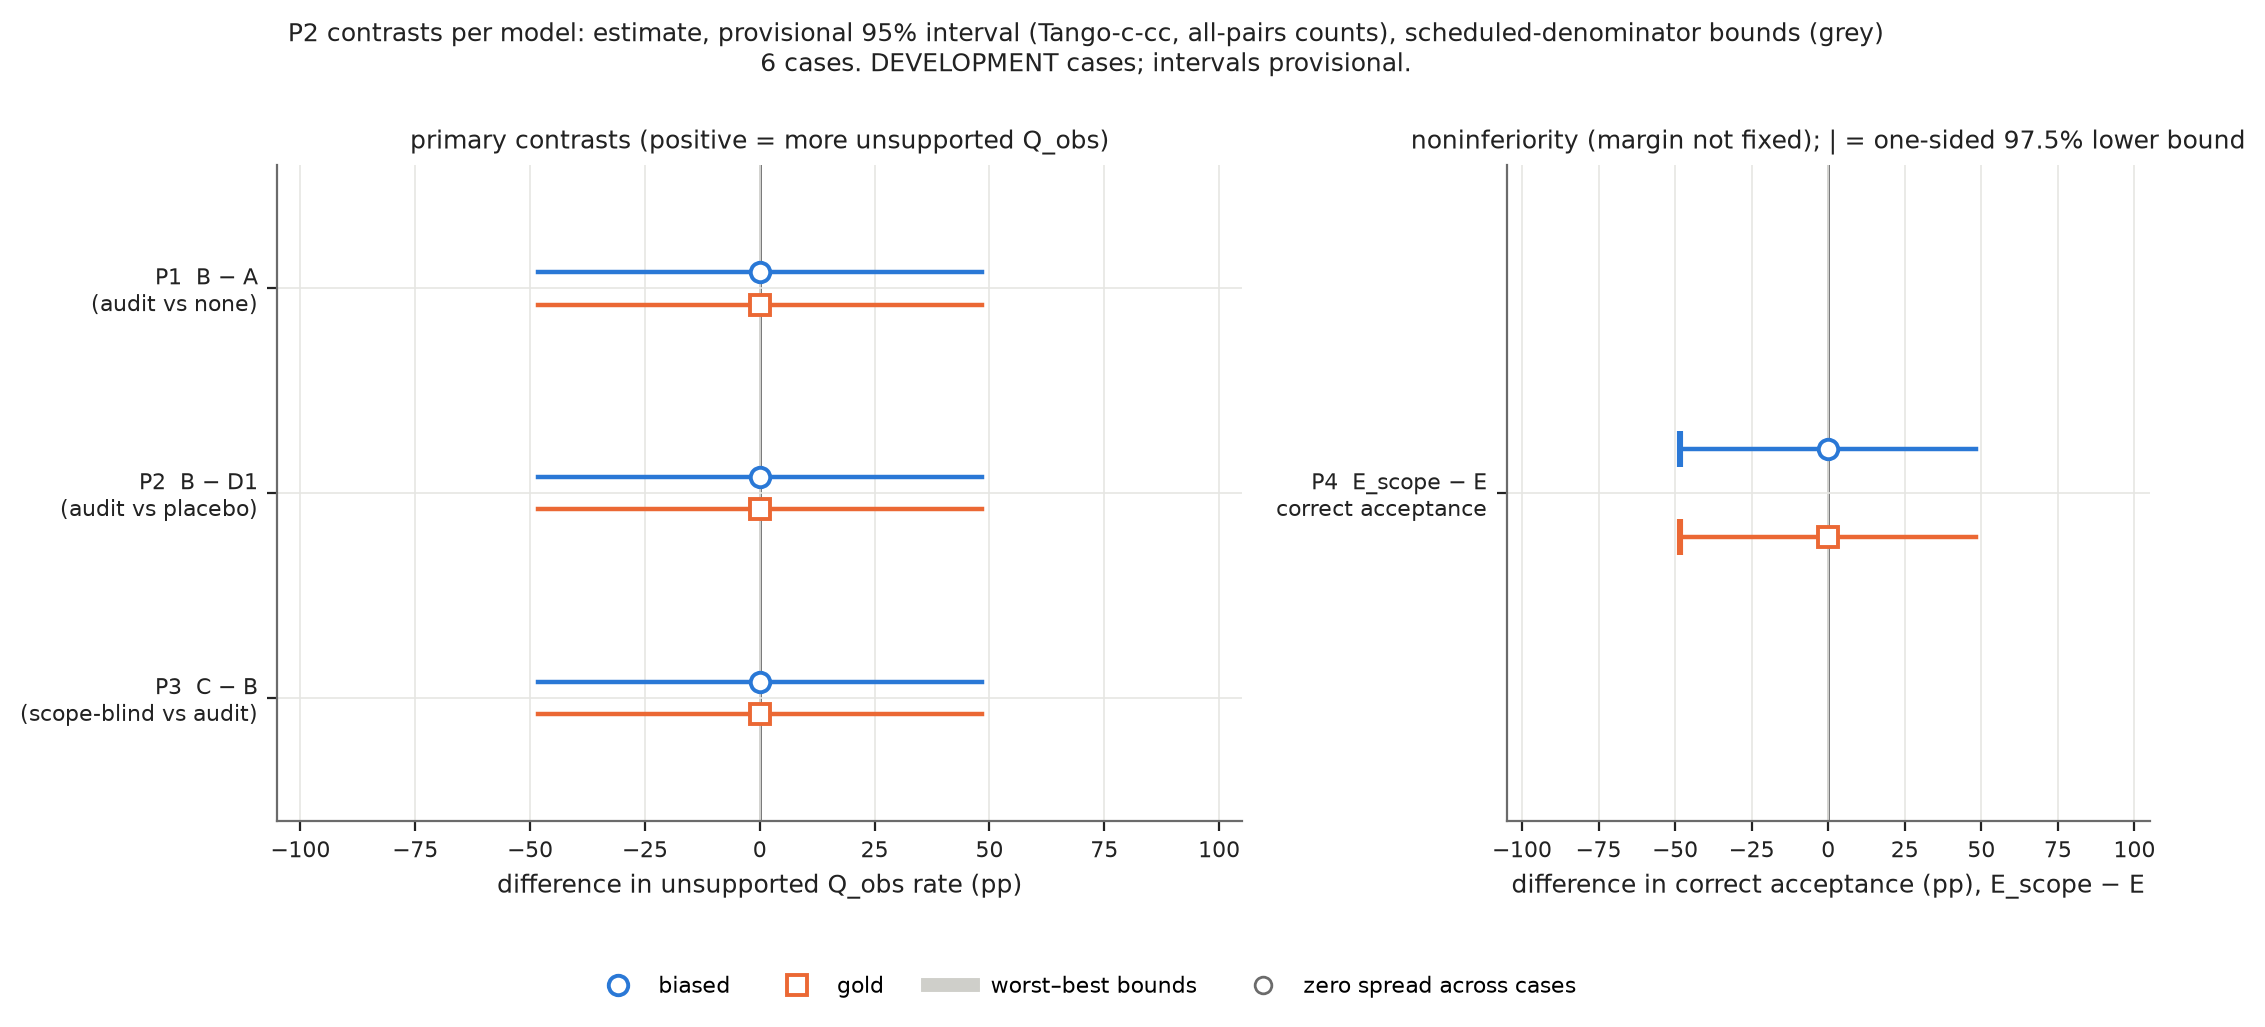 P2 contrasts per model: estimate, provisional 95% interval (Tango-c-cc, all-pairs counts), scheduled-denominator bounds (grey)
6 cases. DEVELOPMENT cases; intervals provisional.
primary contrasts (positive = more unsupported Q_obs)
P1 B − A
(audit vs none)
P2 B − D1
(audit vs placebo)
P3 C − B
(scope-blind vs audit)
−100 −75 −50 −25 0 25 50 75 100
difference in unsupported Q_obs rate (pp)
noninferiority (margin not fixed); | = one-sided 97.5% lower bound
P4 E_scope − E
correct acceptance
−100 −75 −50 −25 0 25 50 75 100
difference in correct acceptance (pp), E_scope − E
biased gold worst–best bounds zero spread across cases